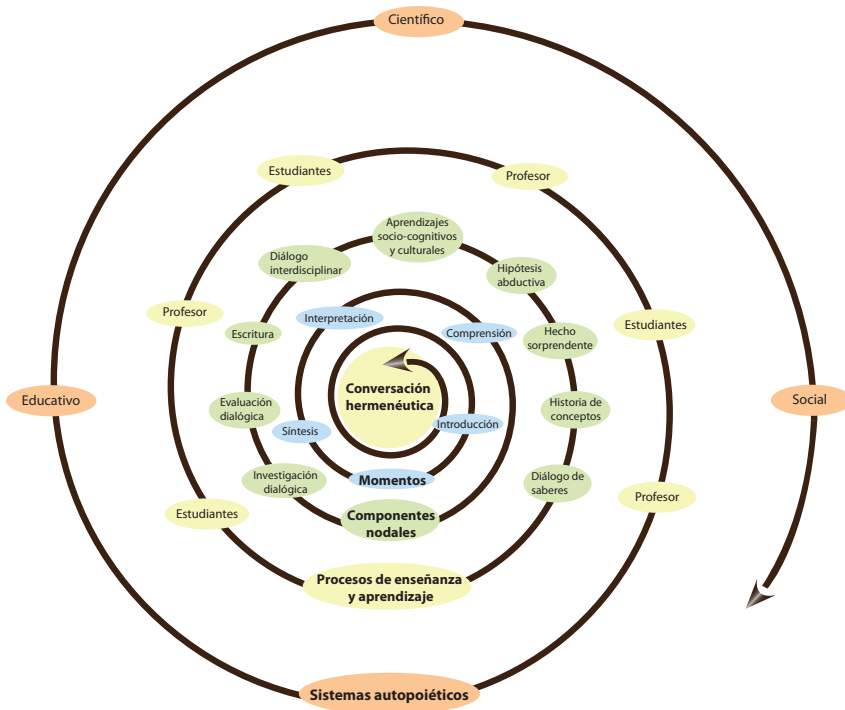 Científico
Estudiantes
Profesor
Aprendizajes
socio-cognitivos
y culturales
Diálogo
interdisciplinar
Hipótesis
abductiva
Profesor
Interpretación
Comprensión
Estudiantes
Escritura
Hecho
sorprendente
Conversación
hermenéutica
Educativo
Evaluación
dialógica
Historia de
conceptos
Social
Síntesis
Introducción
Investigación
dialógica
Momentos
Diálogo de
saberes
Profesor
Estudiantes
Componentes
nodales
Procesos de enseñanza
y aprendizaje
Sistemas autopoiéticos